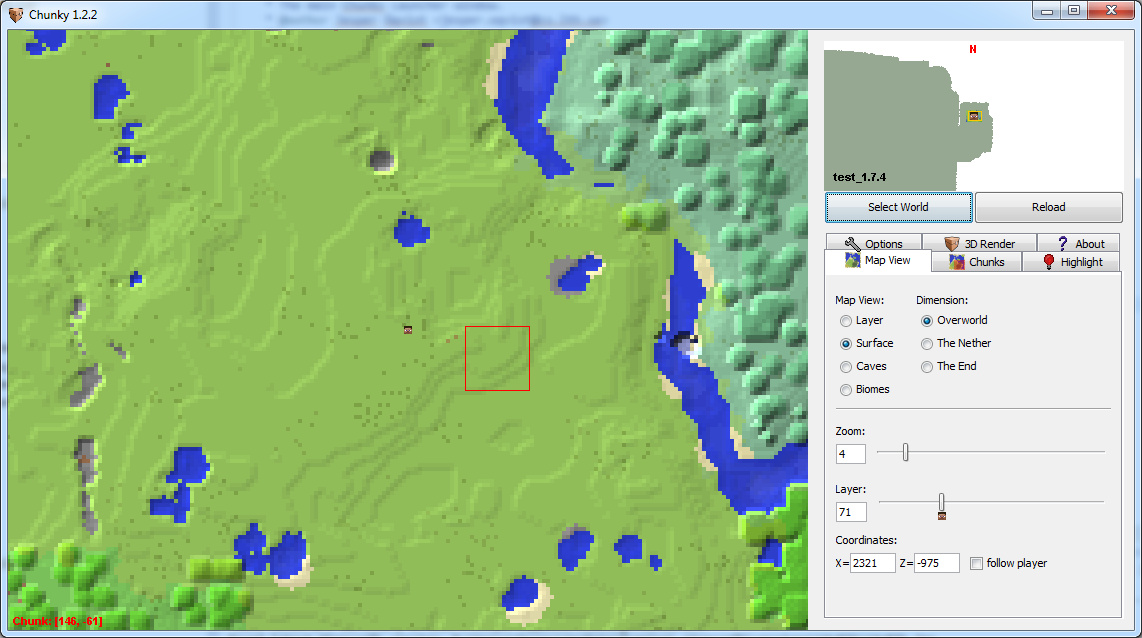 Chunky 1.2.2
N
test_1.7.4
Select World
Reload
Options
3D Render
About
Map View
Chunks
Highlight
Map View:
Dimension:
Layer
Overworld
Surface
The Nether
Caves
The End
Biomes
Zoom:
4
Layer:
71
Coordinates:
X= 2321 Z= -975 follow player
Chunk: [146, -61]